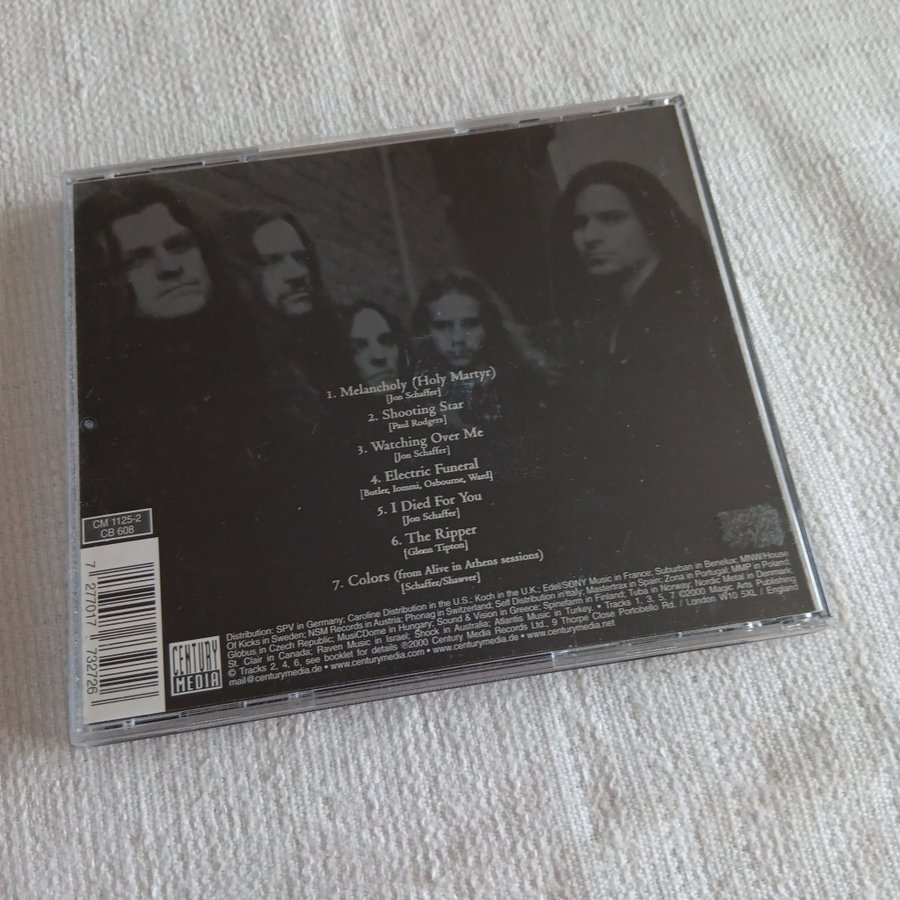 1. Melancholy (Holy Martyr)
[Jon Schaffer]
2. Shooting Star
[Paul Rodgers]
3. Watching Over Me
[Jon Schaffer]
4. Electric Funeral
[Butler, Iommi, Osbourne, Ward]
5. I Died For You
[Jon Schaffer]
6. The Ripper
[Glenn Tipton]
7. Colors (from Alive in Athens sessions)
[Schaffer/Shawver]
CM 1125-2
CB 608
7 27701 732726
CENTURY
MEDIA
Distribution: SPV in Germany; Caroline Distribution in the U.S.; Koch in the U.K.; Edel/SONY Music in France; Suburban in Benelux; MNW/House
Of Kicks in Sweden; NSM Records in Austria; Phonag in Switzerland; Self Distribution in Italy; Mastertrax in Spain; Zona in Portugal; MMP in Poland;
Globus in Czech Republic; MusiCDome in Hungary; Sound & Vision in Greece; Spinefarm in Finland; Tuba in Norway; Nordic Metal in Denmark;
St. Clair in Canada; Raven Music in Israel; Shock in Australia; Atlantis Music in Turkey. • Tracks 1, 3, 5, 7 ©2000 Magic Arts Publishing
© Tracks 2, 4, 6, see booklet for details ℗2000 Century Media Records Ltd., 9 Thorpe Close Portobello Rd. / London W10 5XL / England
mail@centurymedia.de • www.centurymedia.com • www.centurymedia.de • www.centurymedia.net